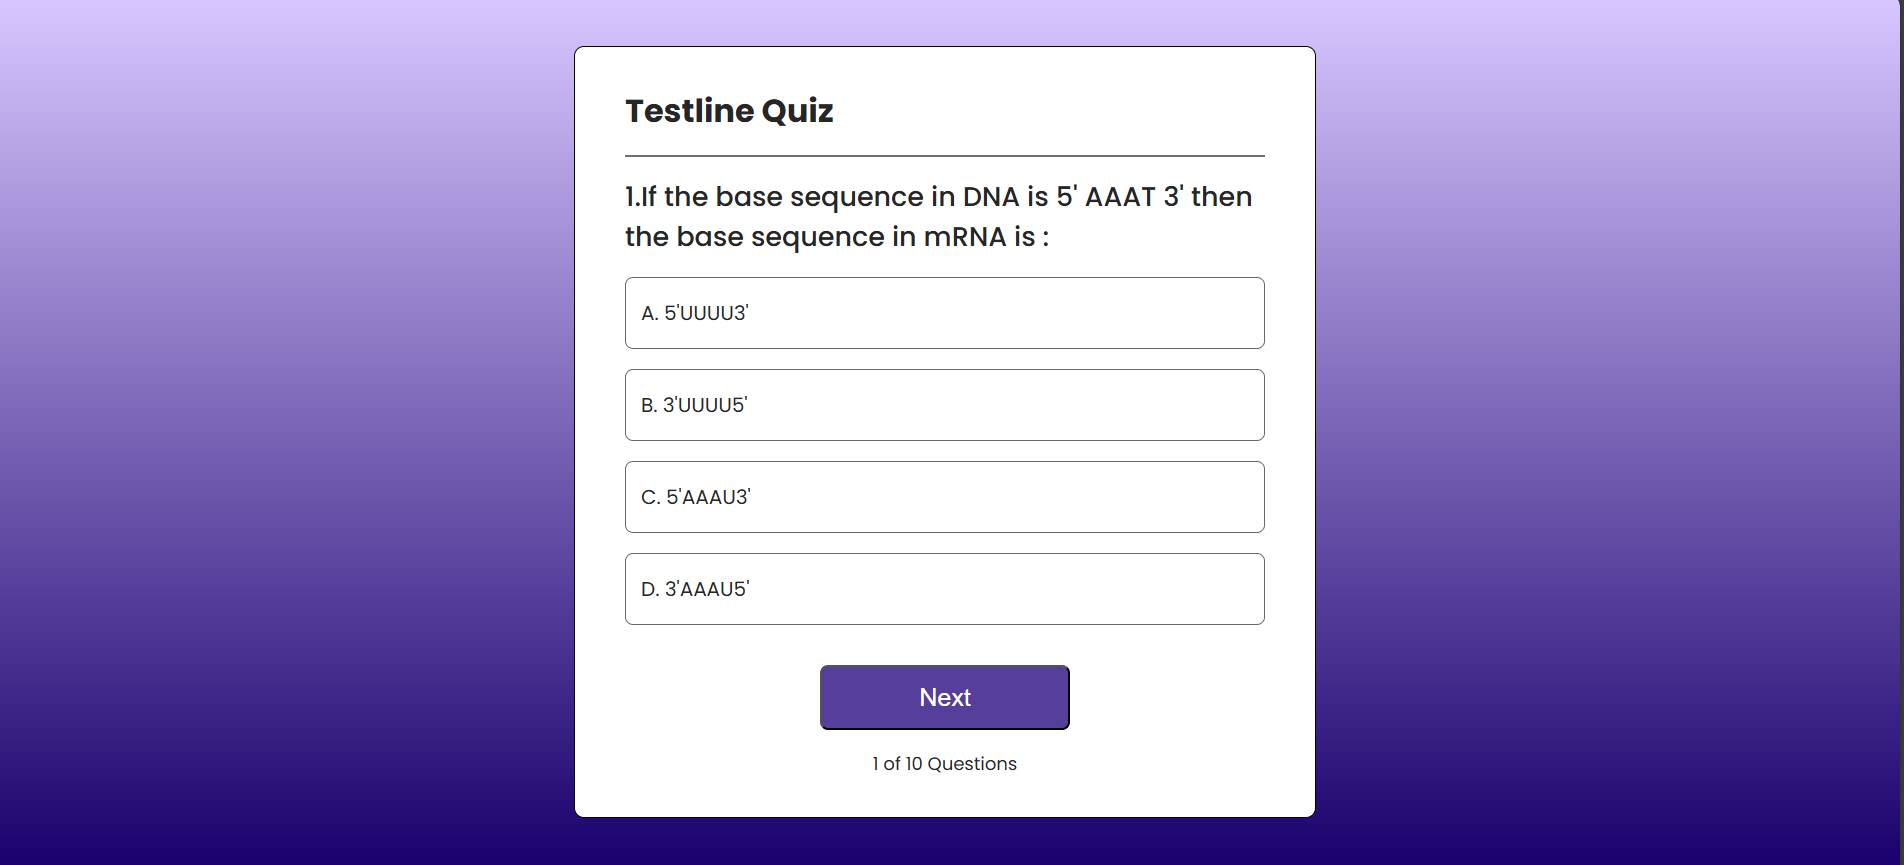 Testline Quiz
1.If the base sequence in DNA is 5' AAAT 3' then
the base sequence in mRNA is :
A. 5'UUUU3'
B. 3'UUUU5'
C. 5'AAAU3'
D. 3'AAAU5'
Next
1 of 10 Questions